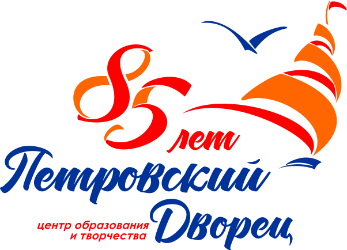 85 лет
Петровский
Дворец
центр образования
и творчества